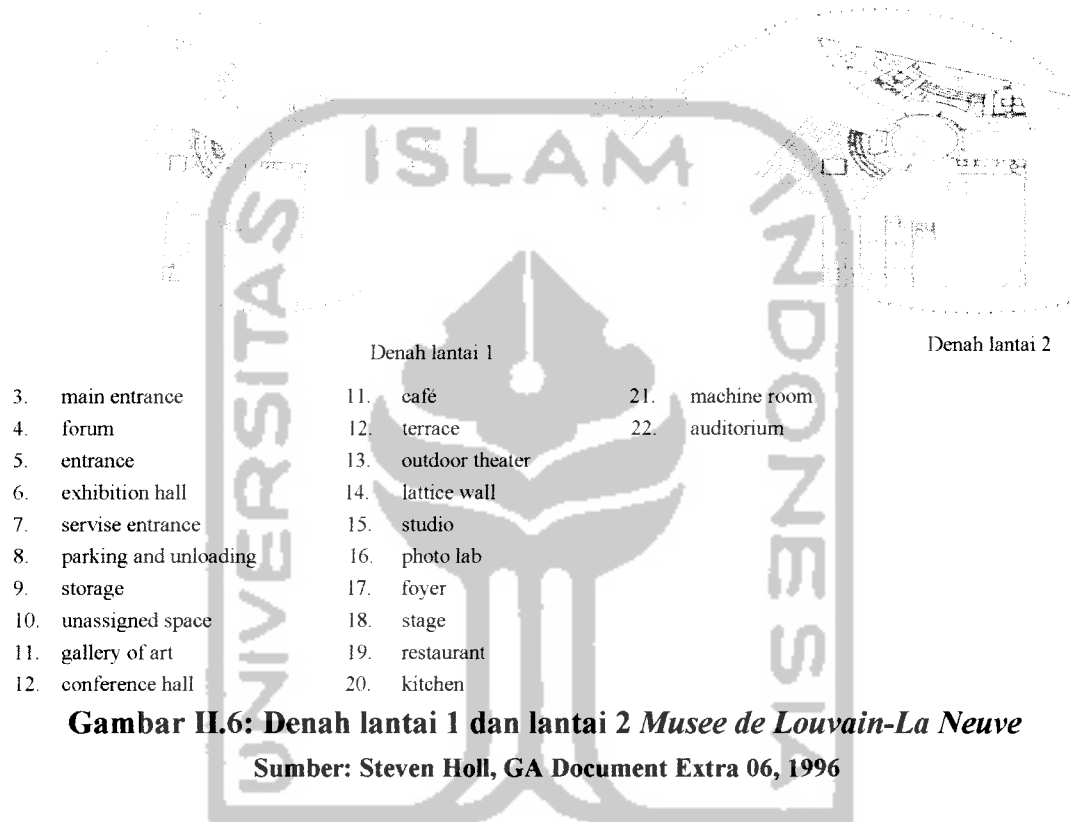 ISLAM
UNIVERSITAS
INDONESIA
Denah lantai 1
Denah lantai 2
3. main entrance
4. forum
5. entrance
6. exhibition hall
7. servise entrance
8. parking and unloading
9. storage
10. unassigned space
11. gallery of art
12. conference hall
11. café
12. terrace
13. outdoor theater
14. lattice wall
15. studio
16. photo lab
17. foyer
18. stage
19. restaurant
20. kitchen
21. machine room
22. auditorium
Gambar II.6: Denah lantai 1 dan lantai 2 Musee de Louvain-La Neuve
Sumber: Steven Holl, GA Document Extra 06, 1996